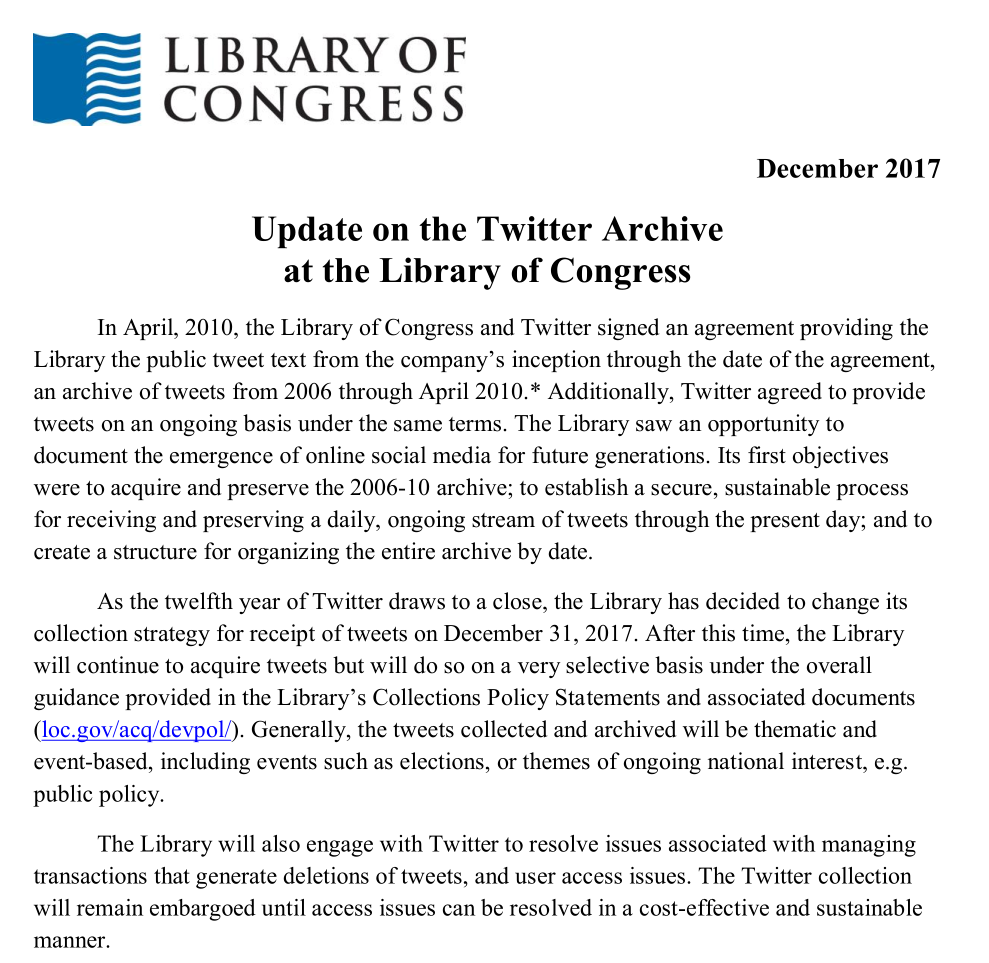 LIBRARY OF
CONGRESS
December 2017
Update on the Twitter Archive
at the Library of Congress
In April, 2010, the Library of Congress and Twitter signed an agreement providing the
Library the public tweet text from the company’s inception through the date of the agreement,
an archive of tweets from 2006 through April 2010.* Additionally, Twitter agreed to provide
tweets on an ongoing basis under the same terms. The Library saw an opportunity to
document the emergence of online social media for future generations. Its first objectives
were to acquire and preserve the 2006-10 archive; to establish a secure, sustainable process
for receiving and preserving a daily, ongoing stream of tweets through the present day; and to
create a structure for organizing the entire archive by date.
As the twelfth year of Twitter draws to a close, the Library has decided to change its
collection strategy for receipt of tweets on December 31, 2017. After this time, the Library
will continue to acquire tweets but will do so on a very selective basis under the overall
guidance provided in the Library’s Collections Policy Statements and associated documents
(loc.gov/acq/devpol/). Generally, the tweets collected and archived will be thematic and
event-based, including events such as elections, or themes of ongoing national interest, e.g.
public policy.
The Library will also engage with Twitter to resolve issues associated with managing
transactions that generate deletions of tweets, and user access issues. The Twitter collection
will remain embargoed until access issues can be resolved in a cost-effective and sustainable
manner.